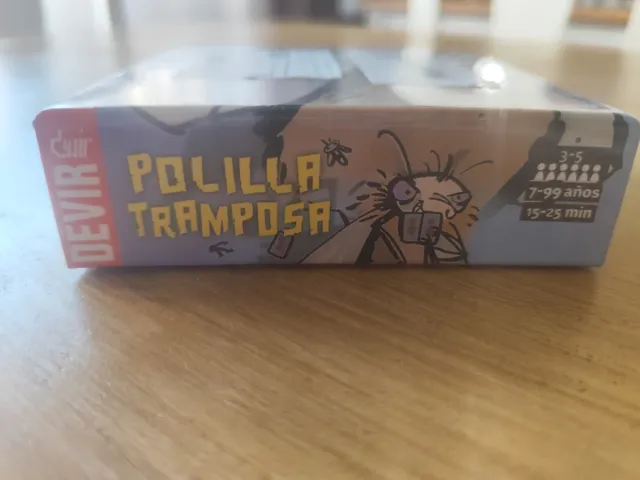 DEVIR
POLILLA
TRAMPOSA
3-5
7-99 años
15-25 min